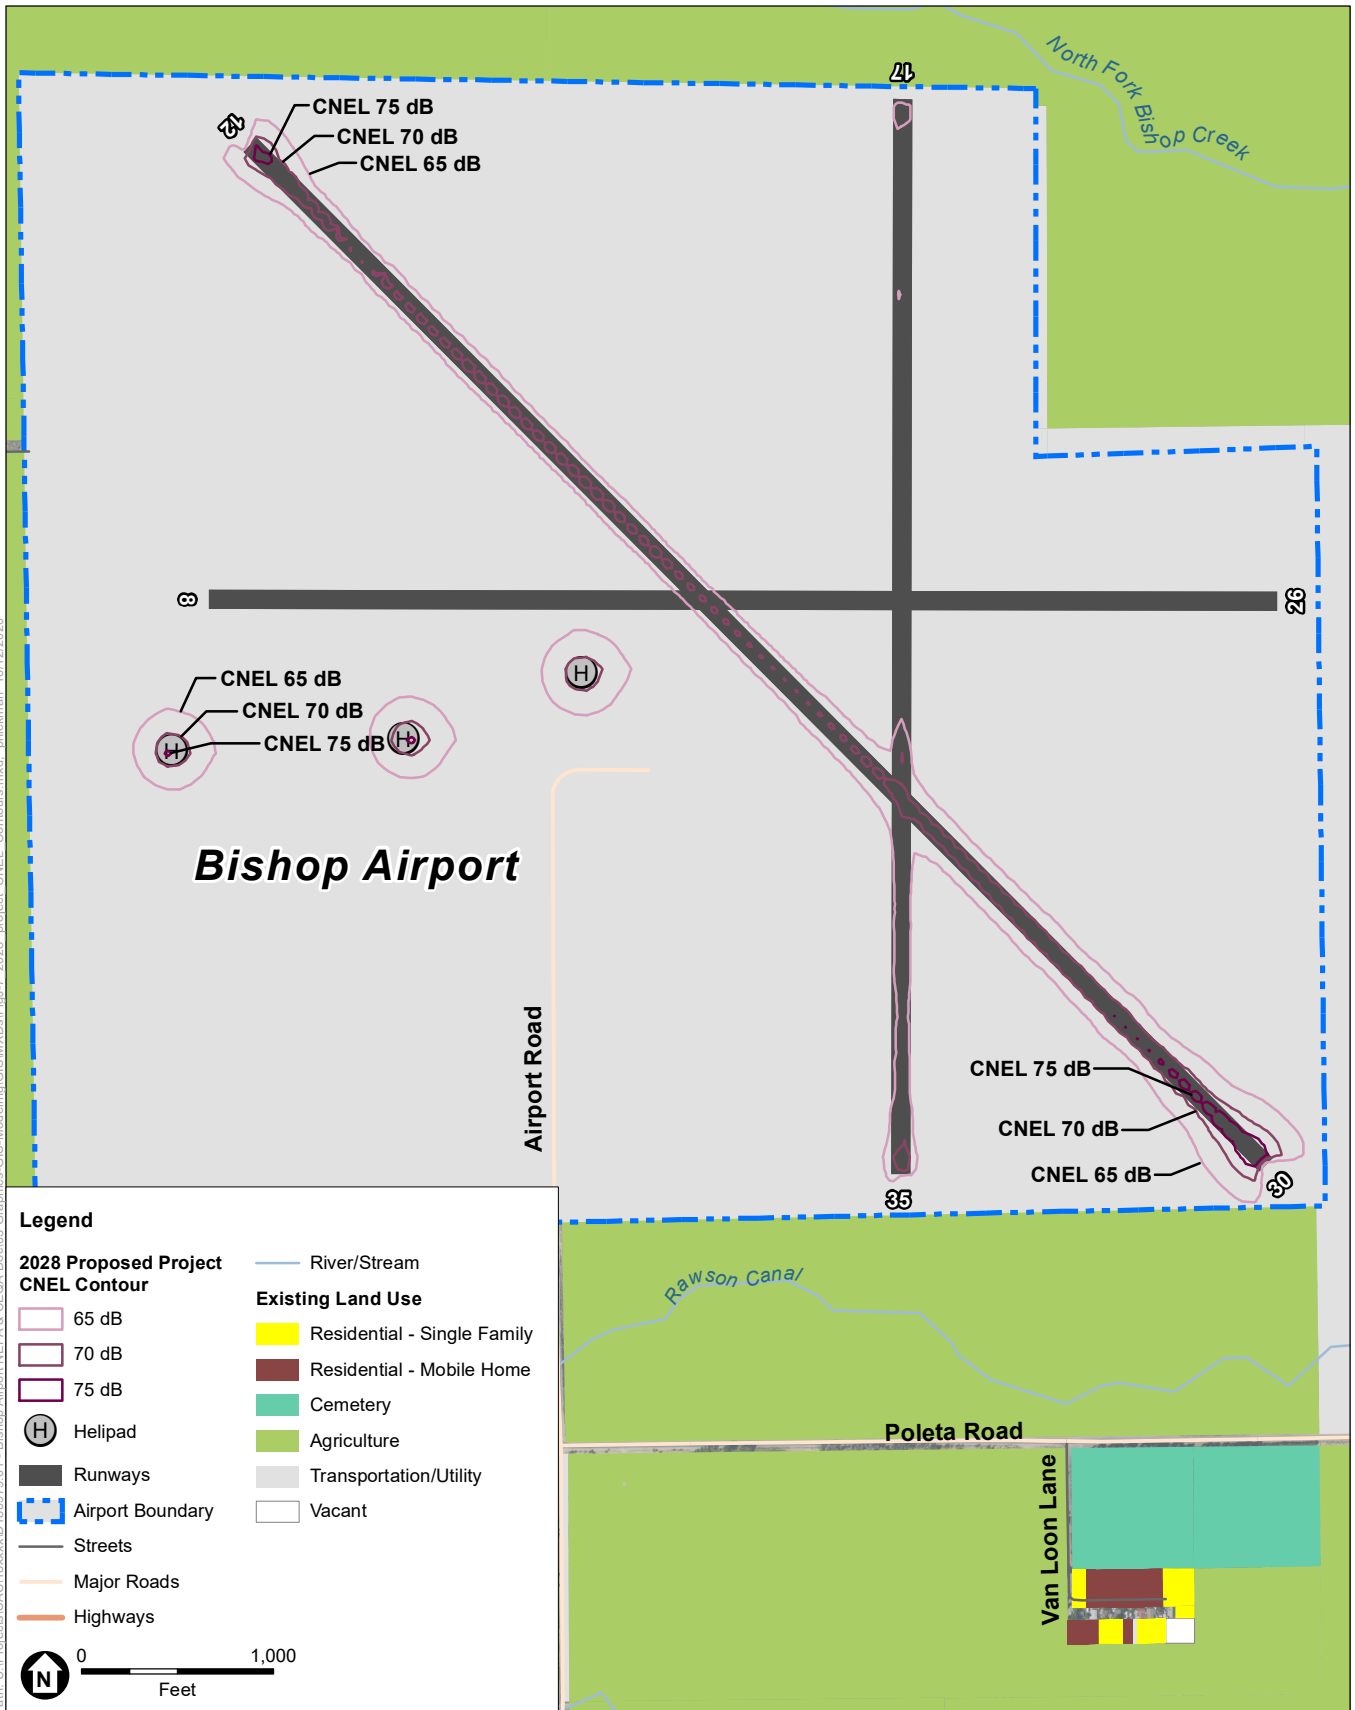 North Fork Bishop Creek
17
12
CNEL 75 dB
CNEL 70 dB
CNEL 65 dB
8
26
CNEL 65 dB
CNEL 70 dB
CNEL 75 dB
H
H
H
Bishop Airport
Airport Road
CNEL 75 dB
CNEL 70 dB
CNEL 65 dB
30
35
Rawson Canal
Poleta Road
Van Loon Lane
Legend
2028 Proposed Project
CNEL Contour
65 dB
70 dB
75 dB
H
Helipad
Runways
Airport Boundary
Streets
Major Roads
Highways
River/Stream
Existing Land Use
Residential - Single Family
Residential - Mobile Home
Cemetery
Agriculture
Transportation/Utility
Vacant
N
0 1,000
Feet